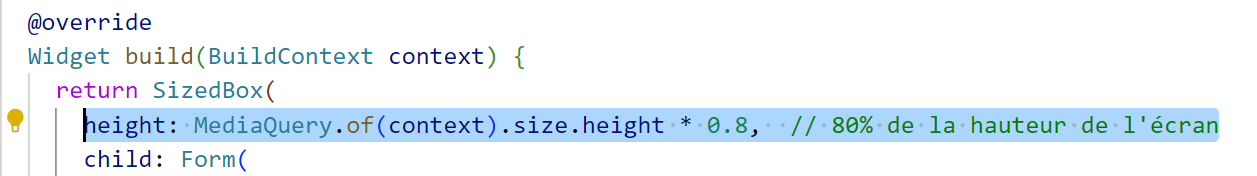 @override
Widget build(BuildContext context) {
return SizedBox(
height: MediaQuery.of(context).size.height * 0.8,  // 80% de la hauteur de l'écran
child: Form(